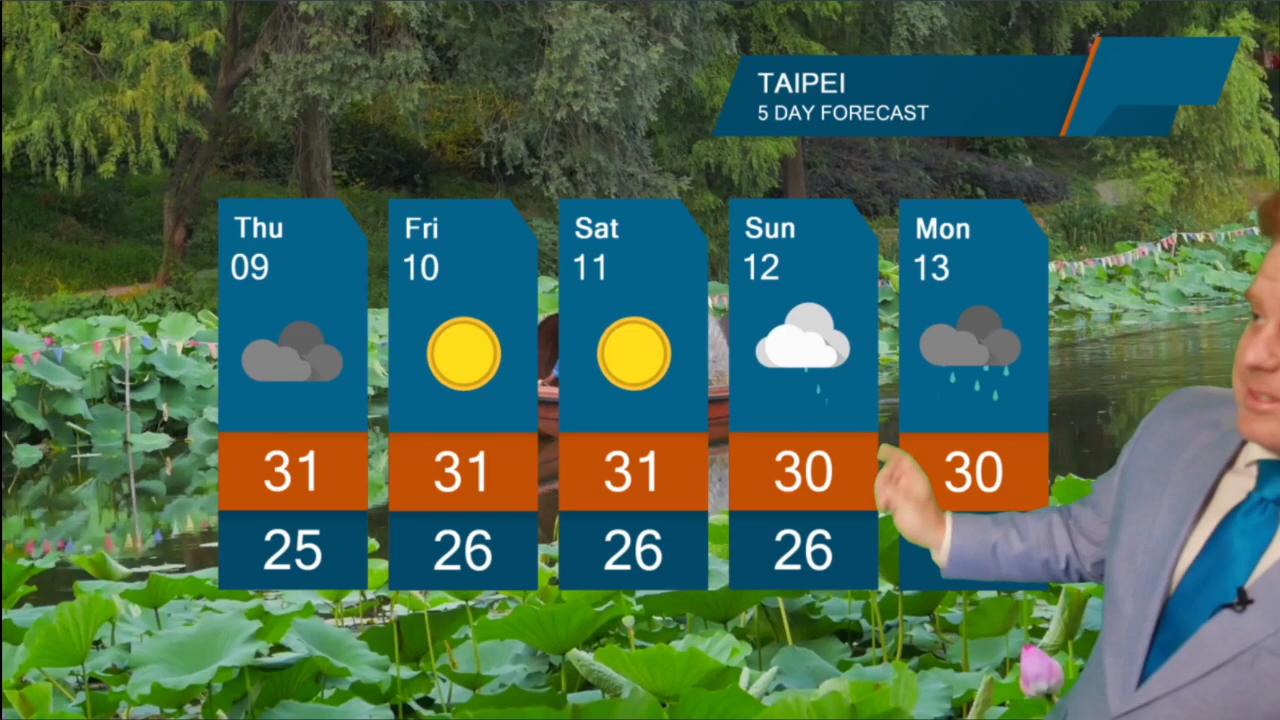 TAIPEI
5 DAY FORECAST
Thu
09
31
25
Fri
10
31
26
Sat
11
31
26
Sun
12
30
26
Mon
13
30